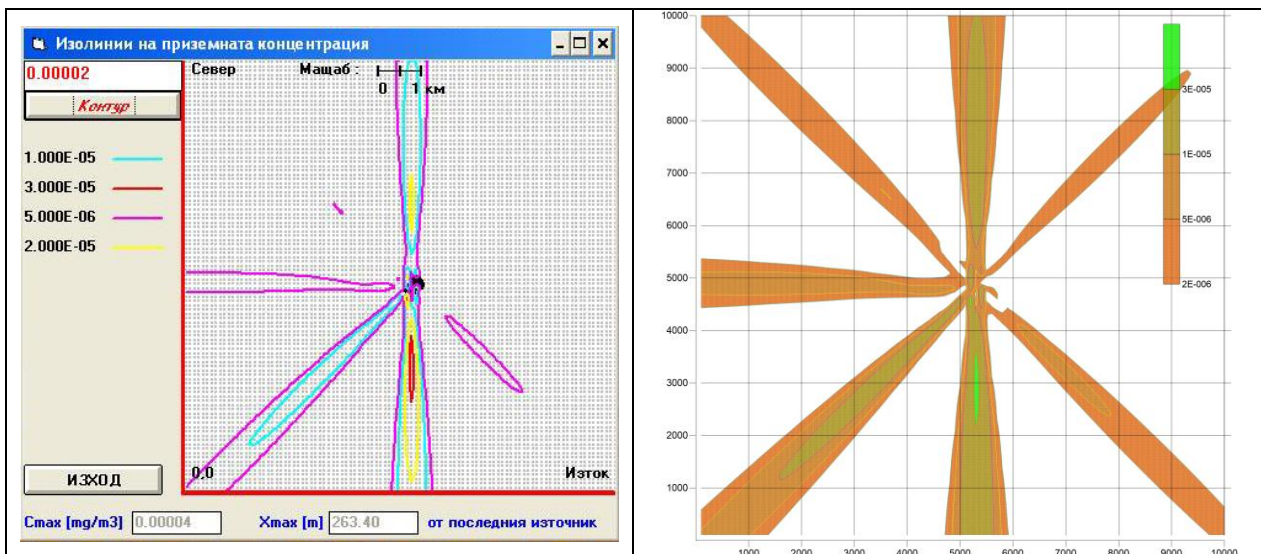 Изолинии на приземната концентрация
0.00002
Контур
Север
Мащаб :
0 1 км
1.000E-05
3.000E-05
5.000E-06
2.000E-05
ИЗХОД
0,0
Изток
Cmax [mg/m3] 0.00004 Xmax [m] 263.40 от последния източник
10000
9000
8000
7000
6000
5000
4000
3000
2000
1000
1000 2000 3000 4000 5000 6000 7000 8000 9000 10000
3E-005
1E-005
5E-006
2E-006